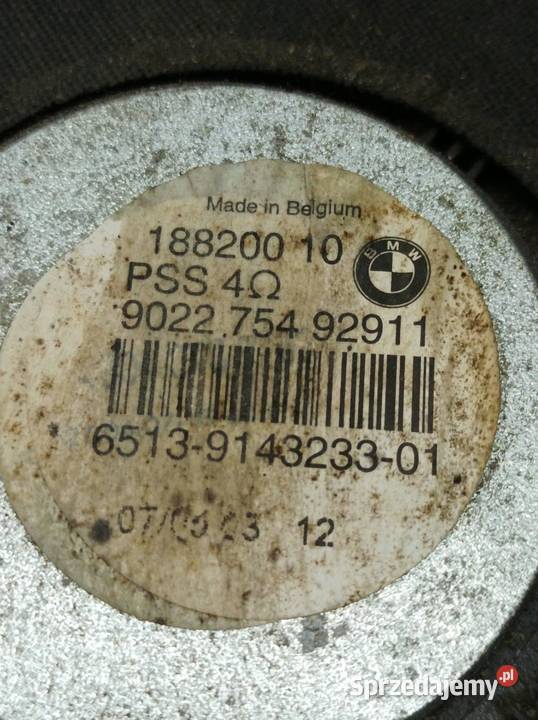 Made in Belgium
188200 10
BMW
PSS 4Ω
9022 754 92911
6513-9143233-01
12
Sprzedajemy.pl